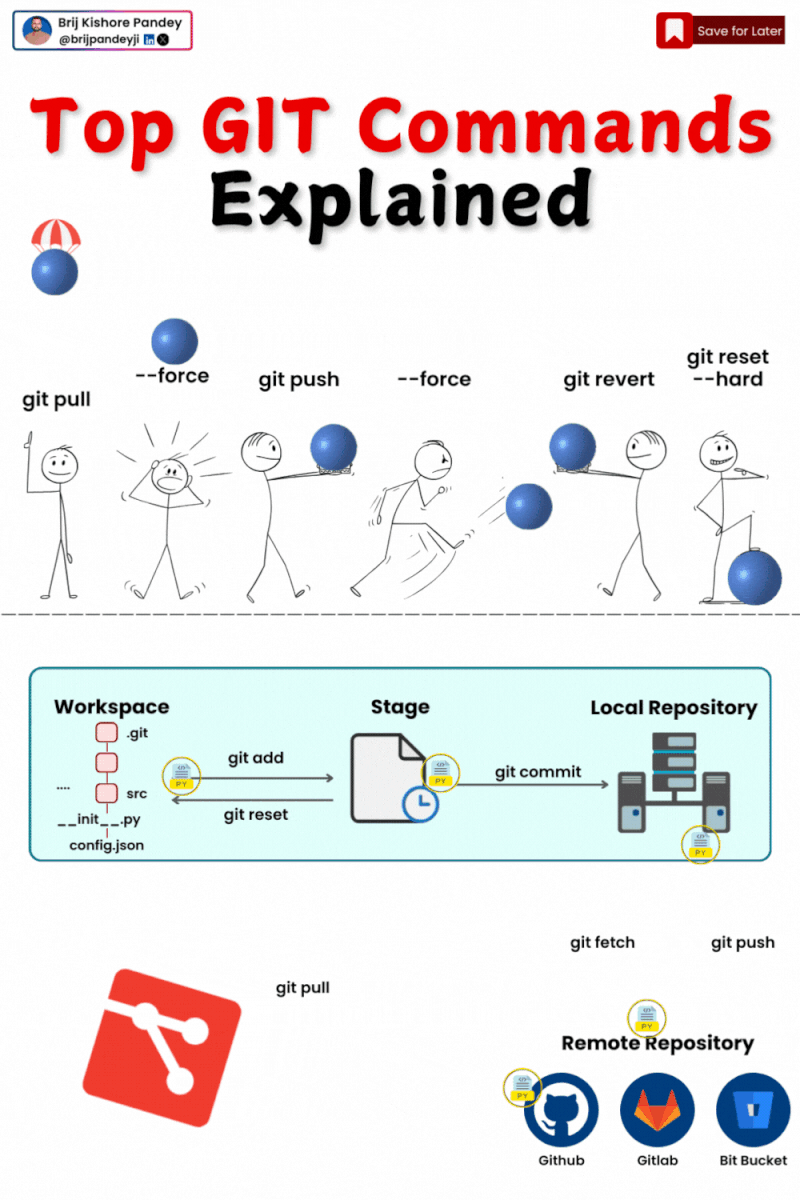 Brij Kishore Pandey
@brijpandeyji in X
Save for Later
Top GIT Commands
Explained
git pull
--force
git push
--force
git revert
git reset
--hard
Workspace
Stage
Local Repository
.git
....
src
__init__.py
config.json
PY
git add
git reset
PY
git commit
PY
git fetch
git push
git pull
PY
Remote Repository
PY
Github
Gitlab
Bit Bucket